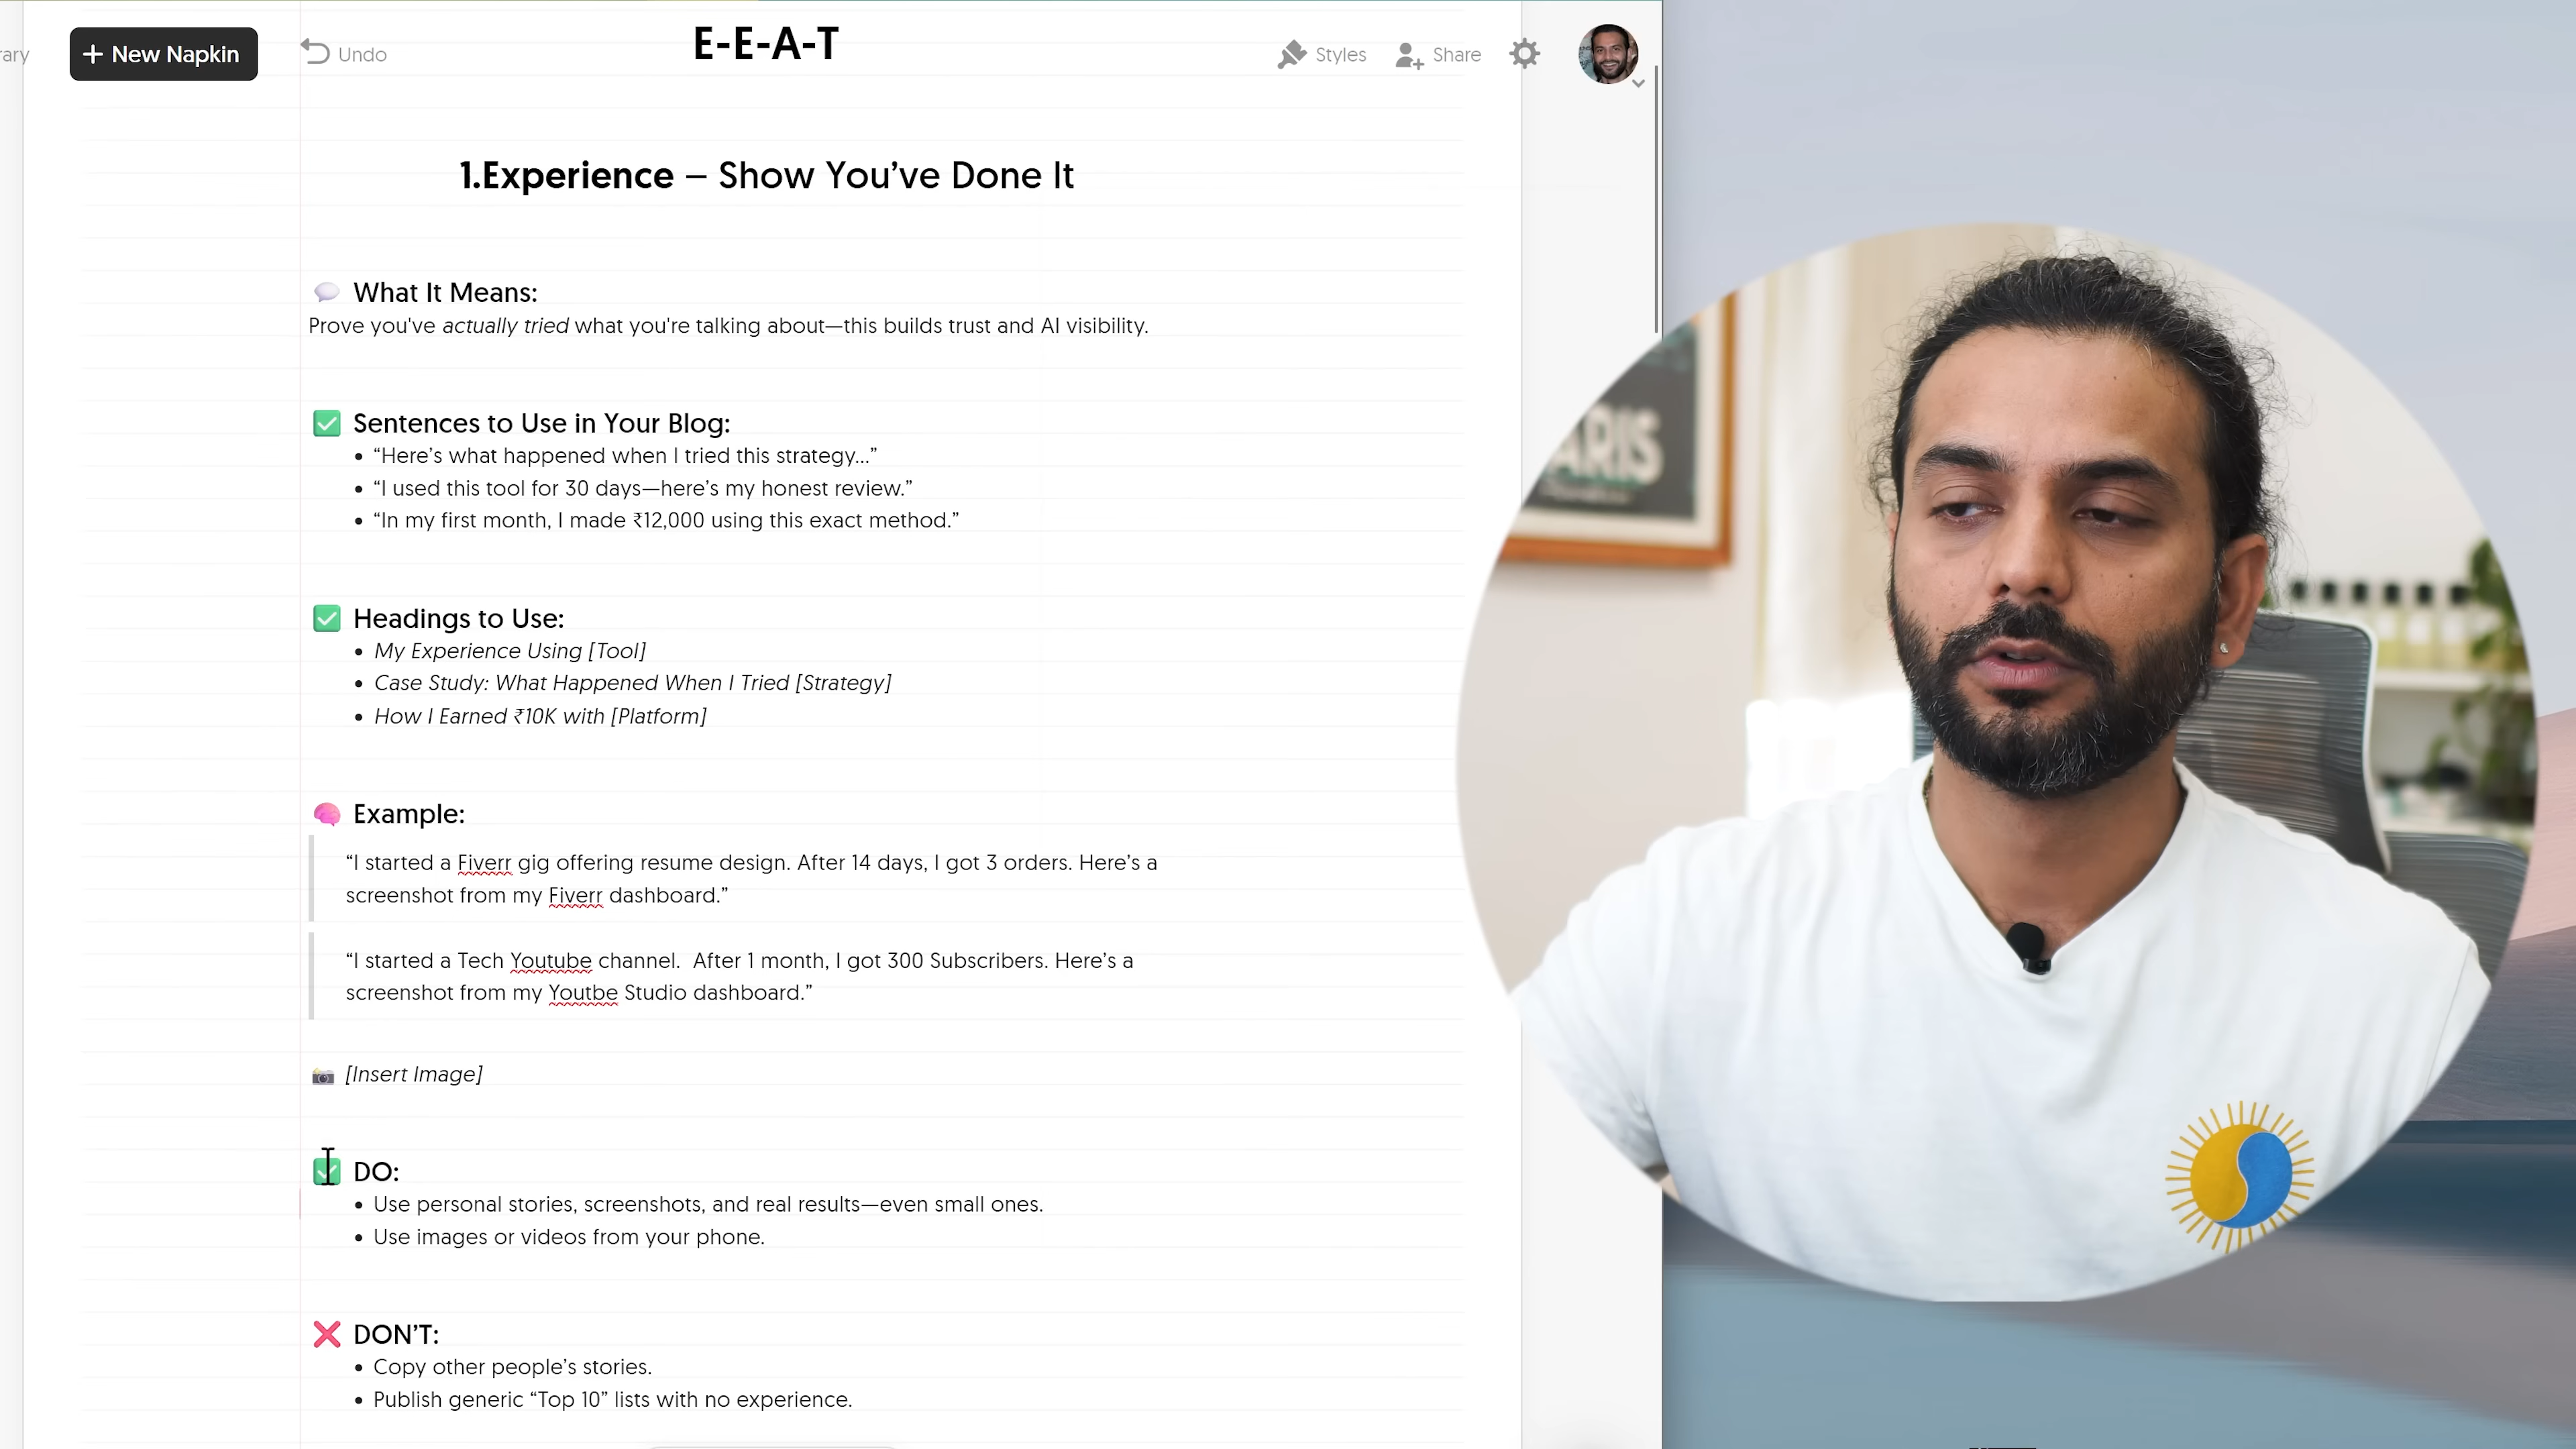 rary
+ New Napkin
Undo
E-E-A-T
Styles
Share
1.Experience – Show You’ve Done It
💬 What It Means:
Prove you've actually tried what you're talking about—this builds trust and AI visibility.
✅ Sentences to Use in Your Blog:
• “Here’s what happened when I tried this strategy...”
• “I used this tool for 30 days—here’s my honest review.”
• “In my first month, I made ₹12,000 using this exact method.”
✅ Headings to Use:
• My Experience Using [Tool]
• Case Study: What Happened When I Tried [Strategy]
• How I Earned ₹10K with [Platform]
🧠 Example:
“I started a Fiverr gig offering resume design. After 14 days, I got 3 orders. Here’s a
screenshot from my Fiverr dashboard.”
“I started a Tech Youtube channel.  After 1 month, I got 300 Subscribers. Here’s a
screenshot from my Youtbe Studio dashboard.”
📸 [Insert Image]
✅ DO:
• Use personal stories, screenshots, and real results—even small ones.
• Use images or videos from your phone.
❌ DON’T:
• Copy other people’s stories.
• Publish generic “Top 10” lists with no experience.
ARIS